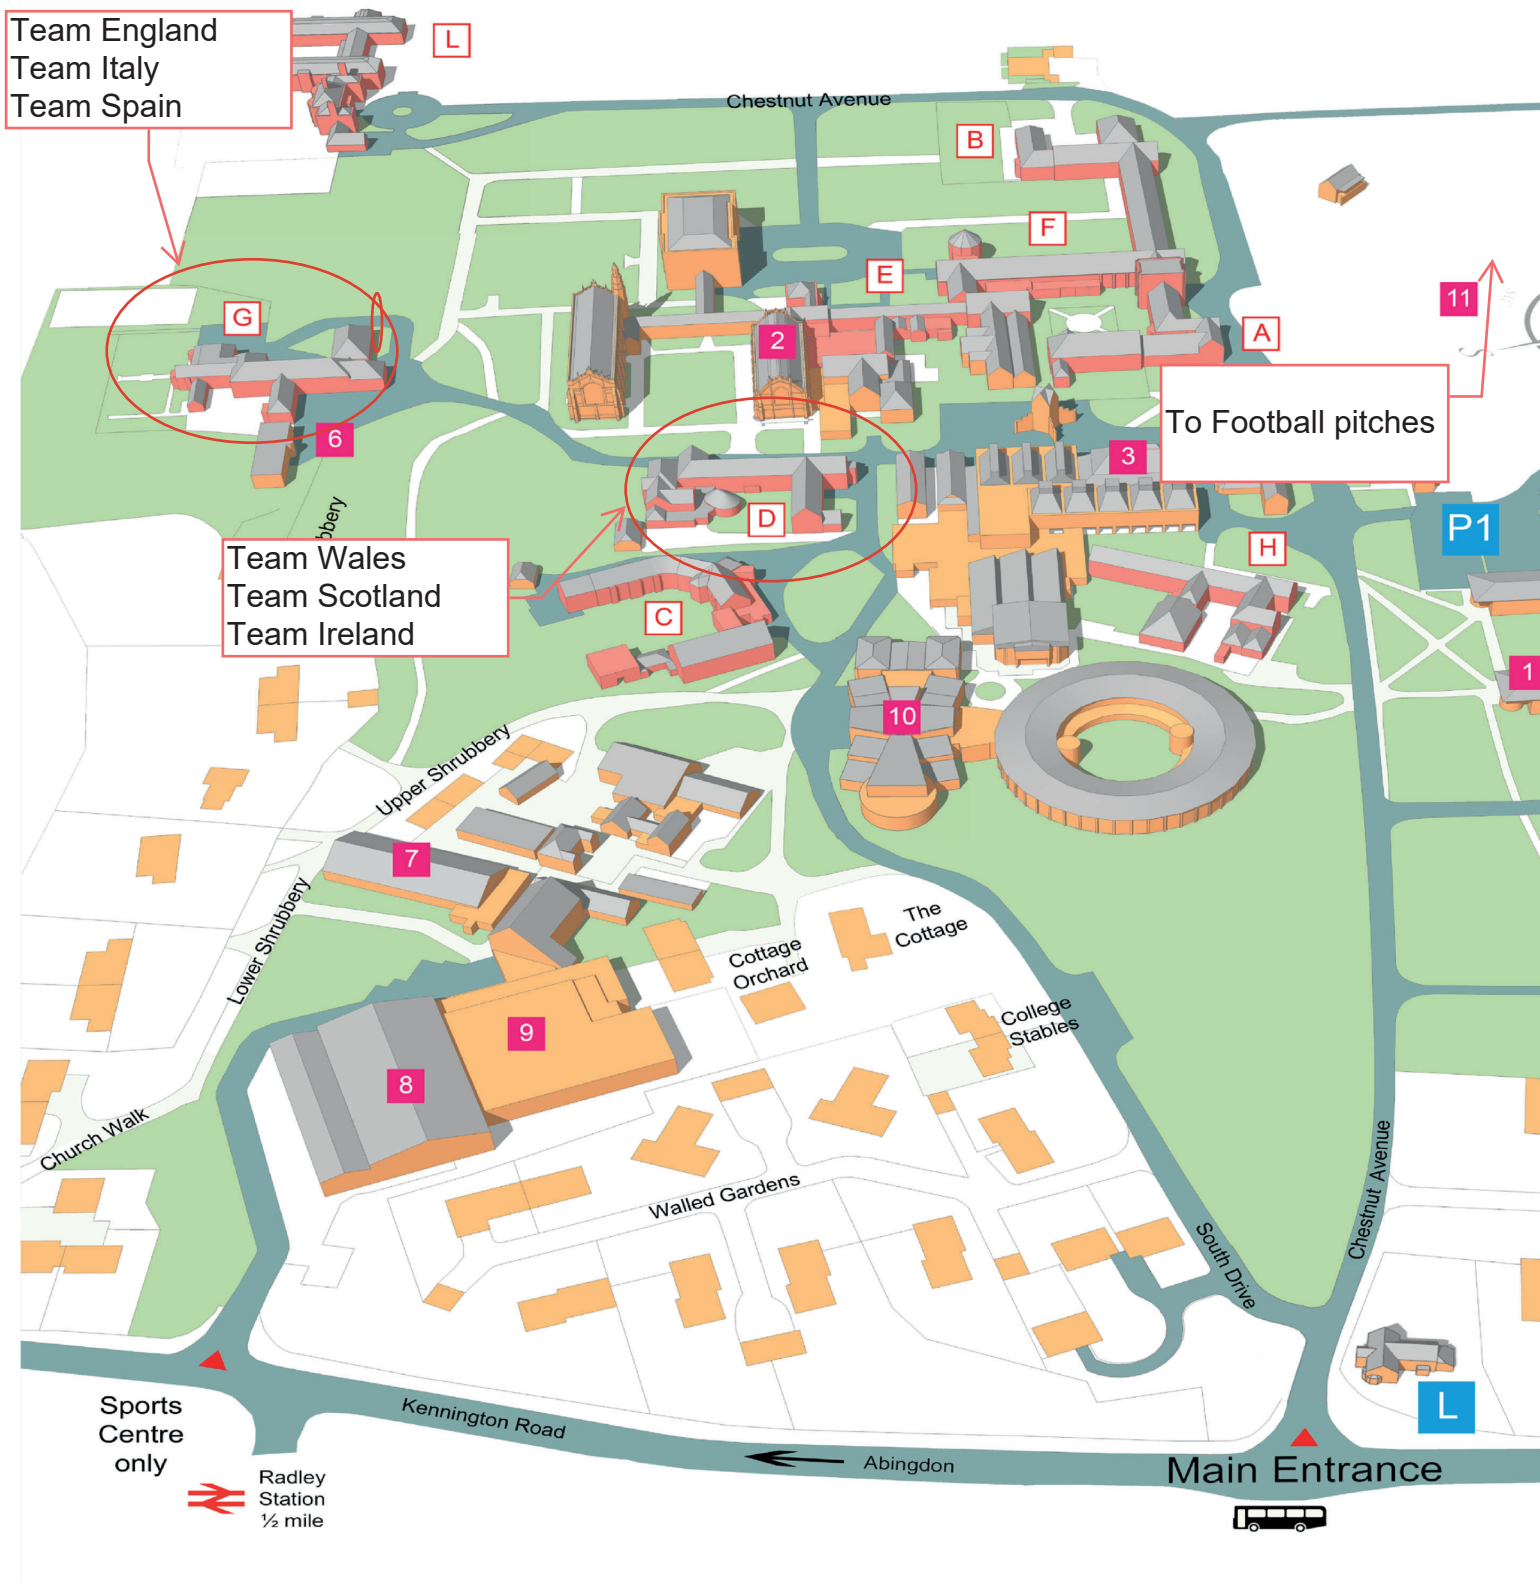 Team England
Team Italy
Team Spain
L
Chestnut Avenue
B
F
E
G
11
2
A
To Football pitches
6
3
D
P1
H
bbery
Team Wales
Team Scotland
Team Ireland
C
1
10
Upper Shrubbery
7
Lower Shrubbery
The
Cottage
Cottage
Orchard
College
Stables
9
8
Church Walk
Walled Gardens
Chestnut Avenue
South Drive
L
Sports
Centre
only
Kennington Road
Abingdon
Main Entrance
Radley
Station
½ mile